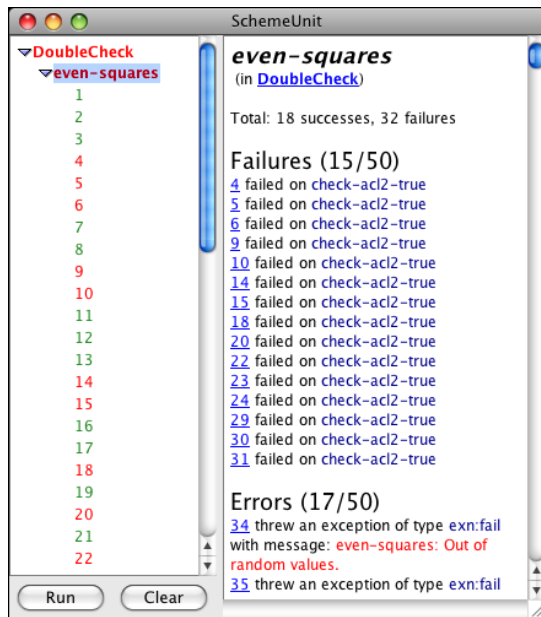 SchemeUnit
DoubleCheck
even-squares
1
2
3
4
5
6
7
8
9
10
11
12
13
14
15
16
17
18
19
20
21
22
Run
Clear
even-squares
(in DoubleCheck)
Total: 18 successes, 32 failures
Failures (15/50)
4 failed on check-acl2-true
5 failed on check-acl2-true
6 failed on check-acl2-true
9 failed on check-acl2-true
10 failed on check-acl2-true
14 failed on check-acl2-true
15 failed on check-acl2-true
18 failed on check-acl2-true
20 failed on check-acl2-true
22 failed on check-acl2-true
23 failed on check-acl2-true
24 failed on check-acl2-true
29 failed on check-acl2-true
30 failed on check-acl2-true
31 failed on check-acl2-true
Errors (17/50)
34 threw an exception of type exn:fail
with message: even-squares: Out of
random values.
35 threw an exception of type exn:fail